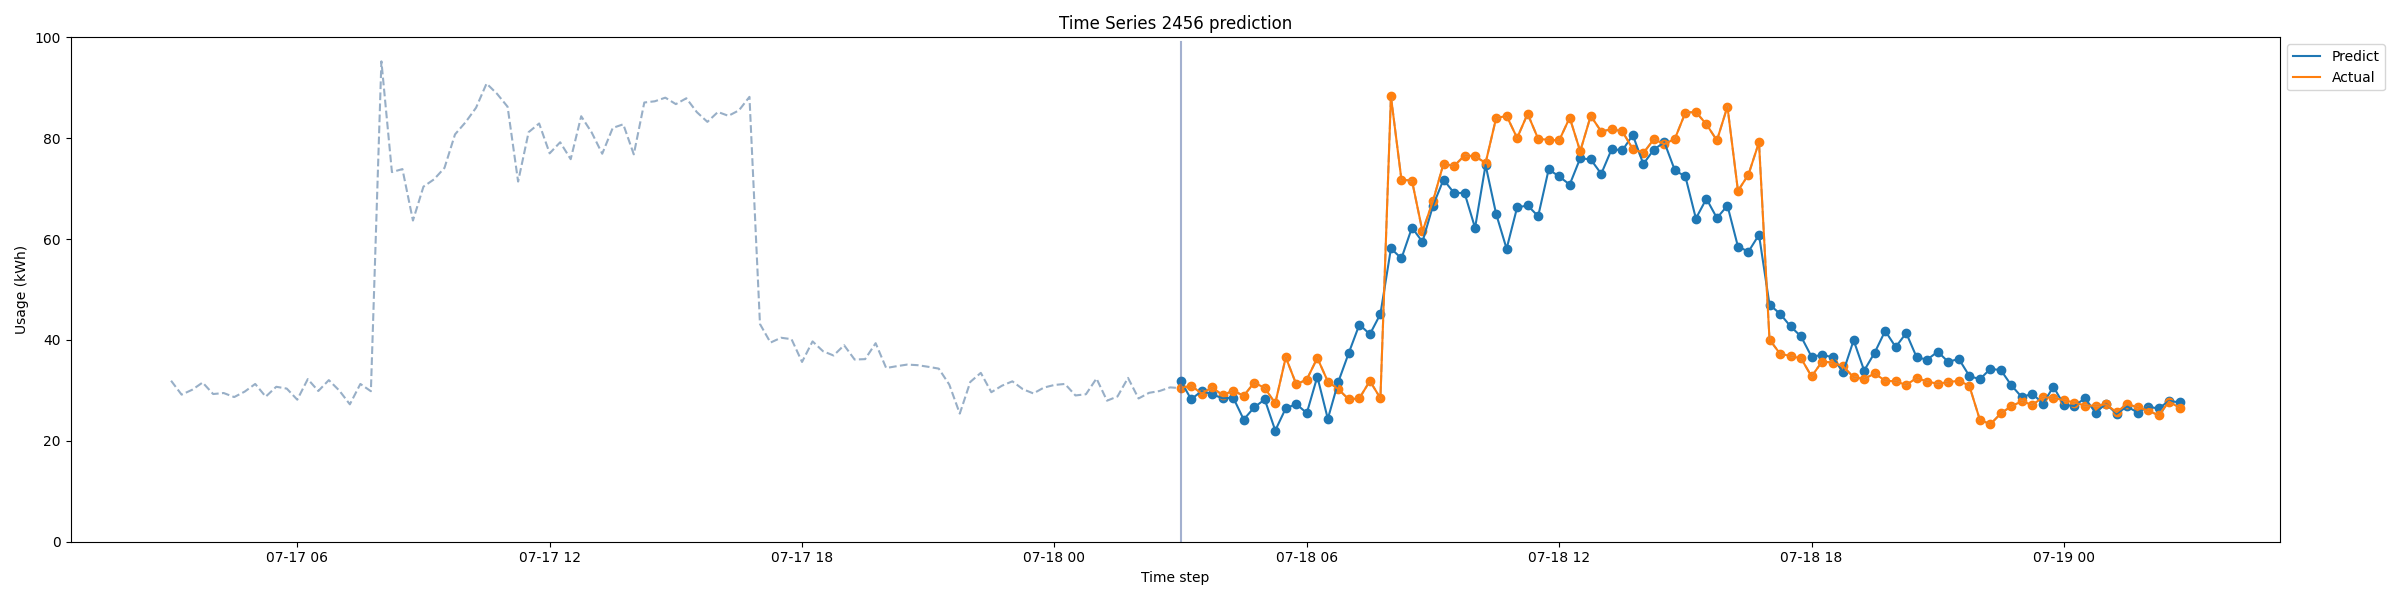 Time Series 2456 prediction
Predict
Actual
100
80
60
40
20
0
Usage (kWh)
07-17 06
07-17 12
07-17 18
07-18 00
07-18 06
07-18 12
07-18 18
07-19 00
Time step